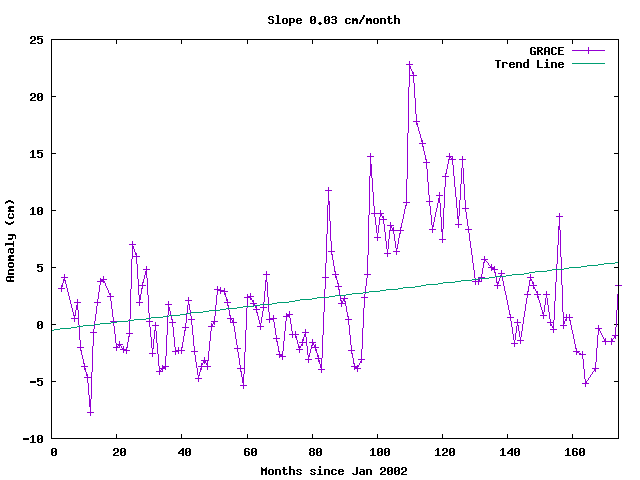 Slope 0.03 cm/month
GRACE
Trend Line
25
20
15
10
5
0
-5
-10
Anomaly (cm)
0 20 40 60 80 100 120 140 160
Months since Jan 2002